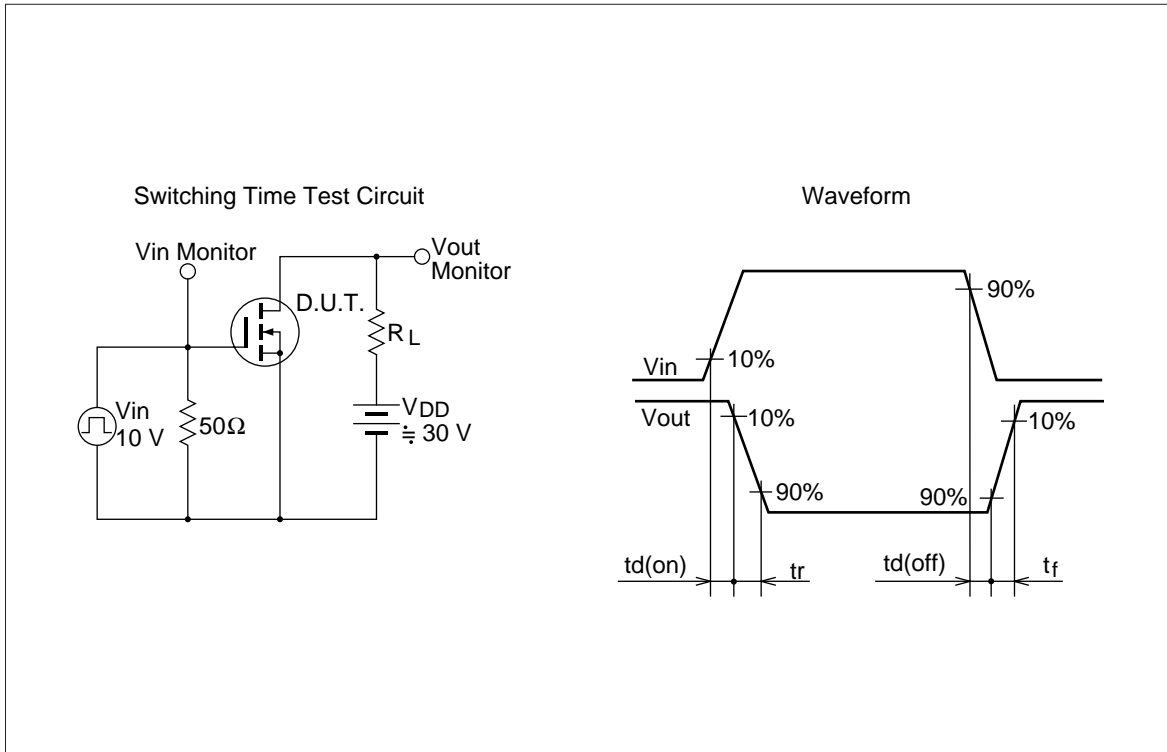 Switching Time Test Circuit
Vin Monitor
Vout
Monitor
D.U.T.
RL
Vin
10 V
50Ω
VDD
≒ 30 V
Waveform
Vin
10%
90%
Vout
10%
90%
90%
10%
td(on)
tr
td(off)
tf